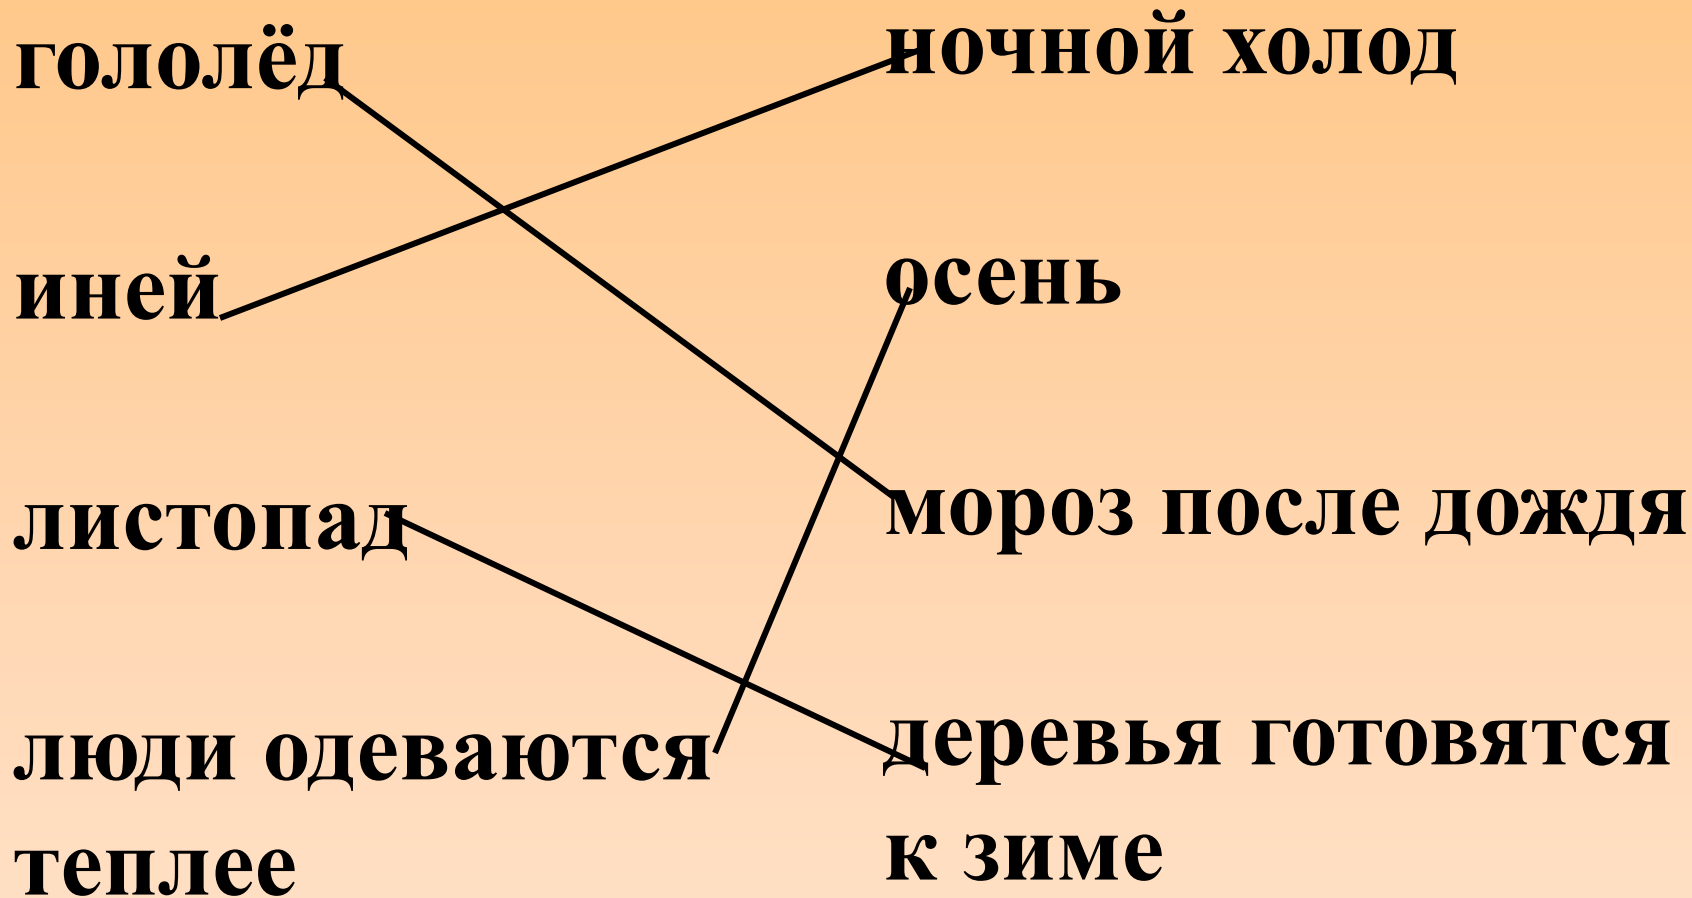 гололёд
ночной холод
иней
осень
листопад
мороз после дождя
люди одеваются
теплее
деревья готовятся
к зиме